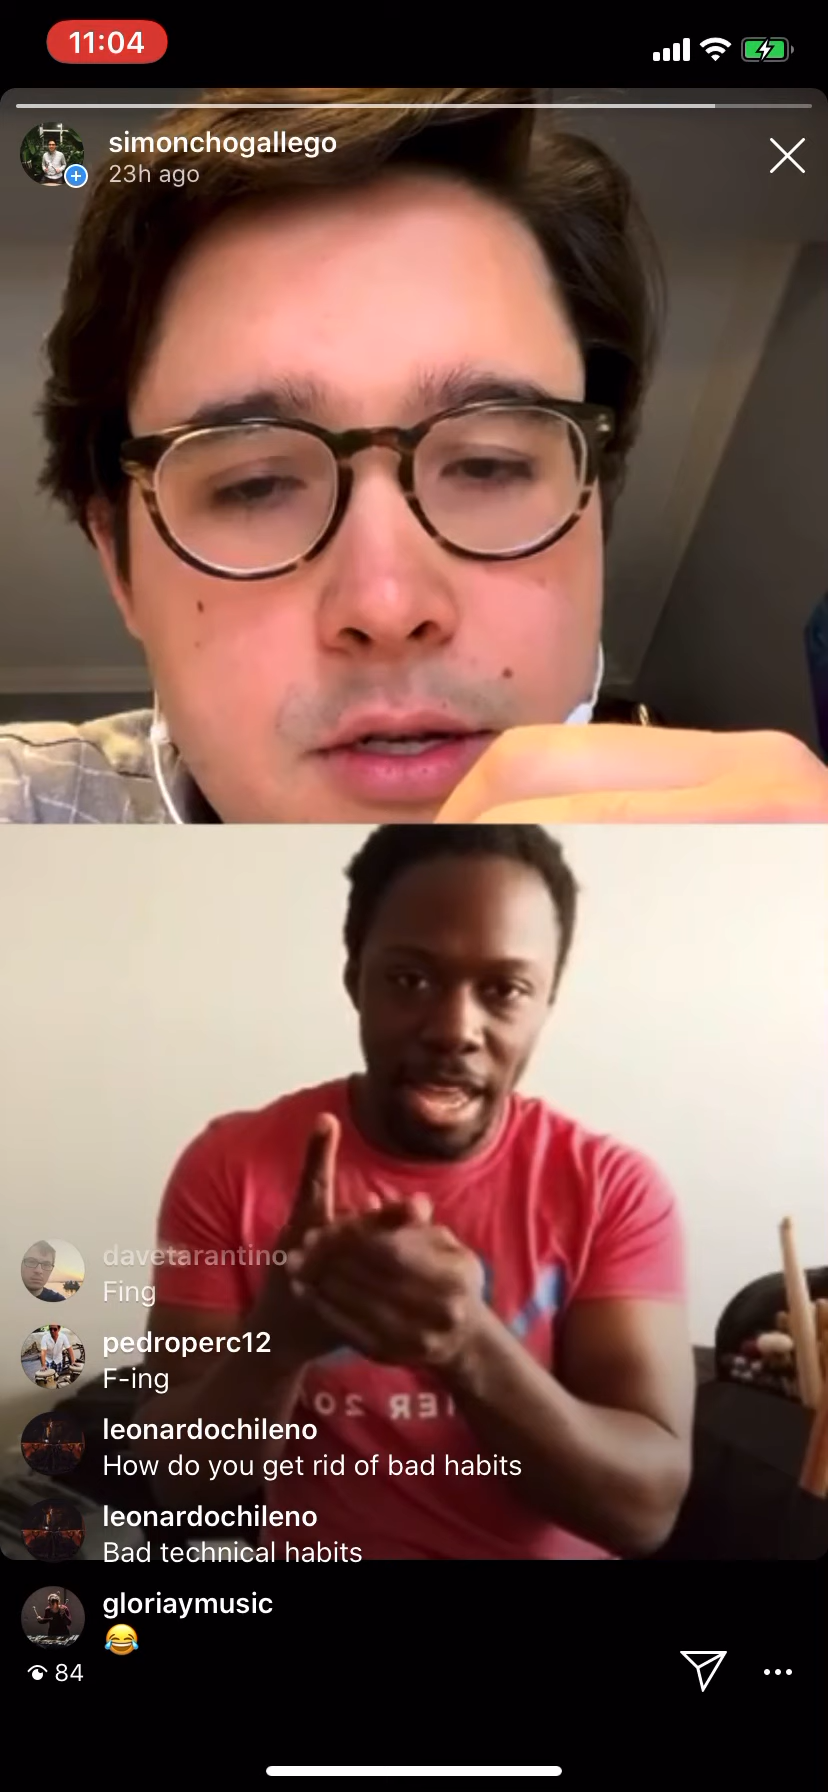 11:04
simonchogallego
23h ago
davetarantino
Fing
pedroperc12
F-ing
leonardochileno
How do you get rid of bad habits
leonardochileno
Bad technical habits
gloriaymusic
😂
84